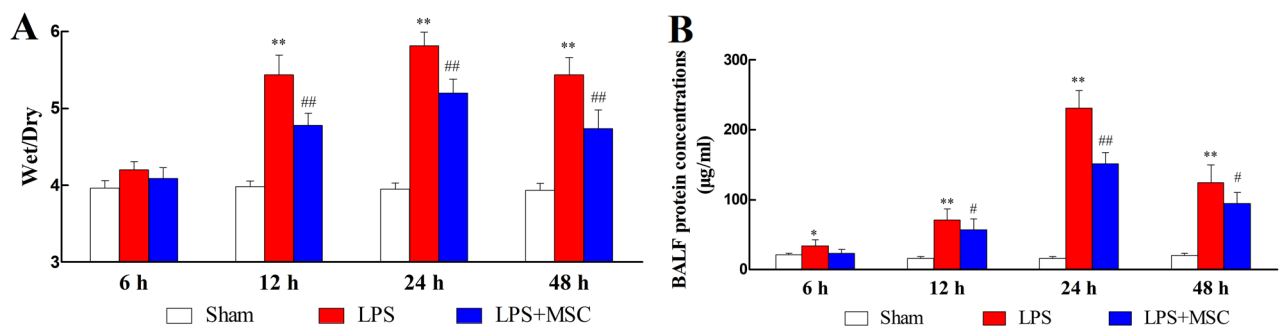 A
Wet/Dry
6
5
4
3
** ** **
## ## ##
6 h 12 h 24 h 48 h
Sham LPS LPS+MSC
B
BALF protein concentrations
(μg/ml)
300
200
100
0
* ** ** **
# ## #
6 h 12 h 24 h 48 h
Sham LPS LPS+MSC